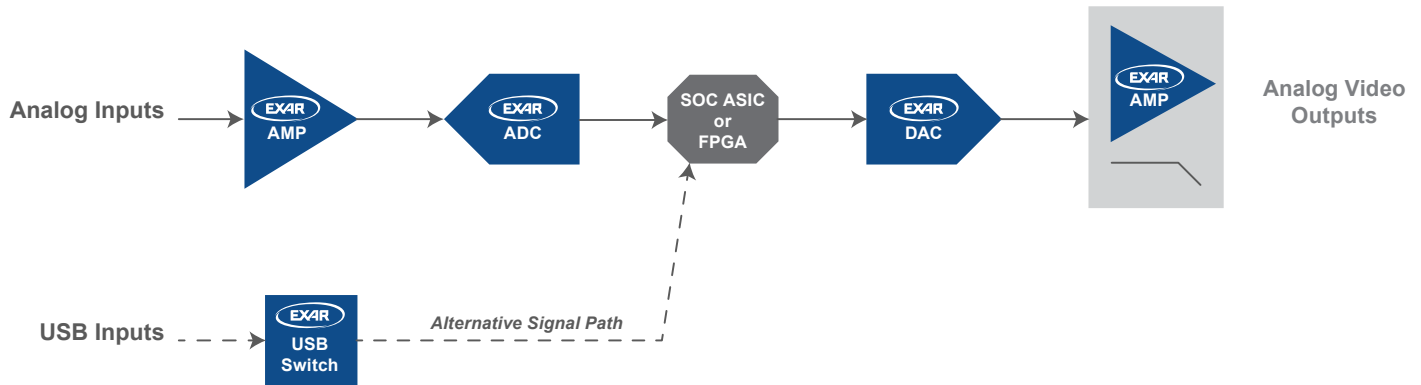 Analog Inputs
EXAR
AMP
EXAR
ADC
SOC ASIC
or
FPGA
EXAR
DAC
EXAR
AMP
Analog Video
Outputs
USB Inputs
EXAR
USB
Switch
Alternative Signal Path